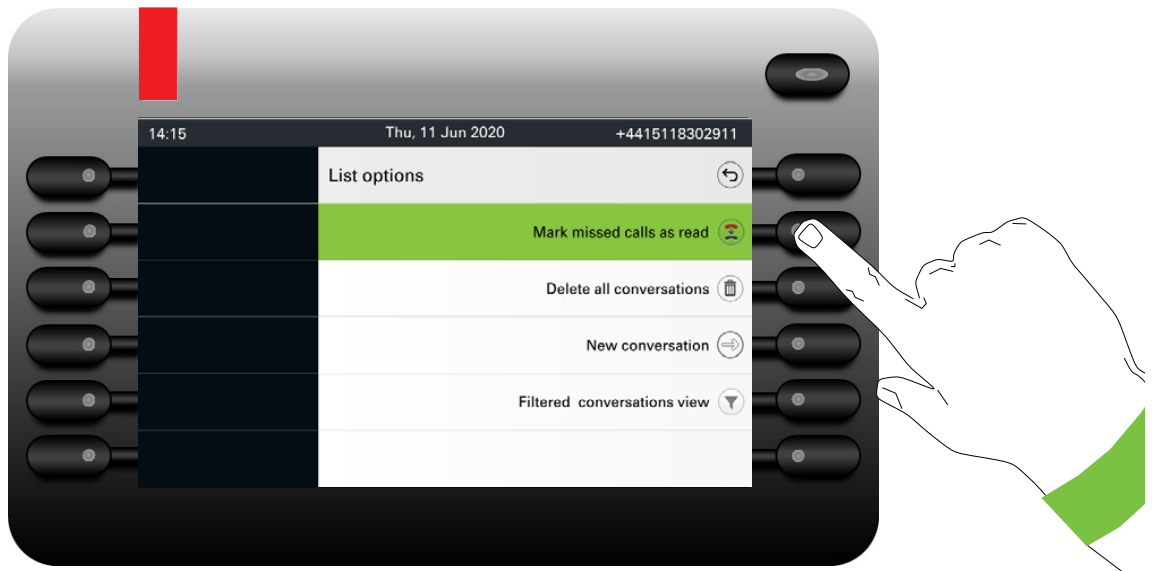 14:15 Thu, 11 Jun 2020 +4415118302911
List options
Mark missed calls as read
Delete all conversations
New conversation
Filtered conversations view